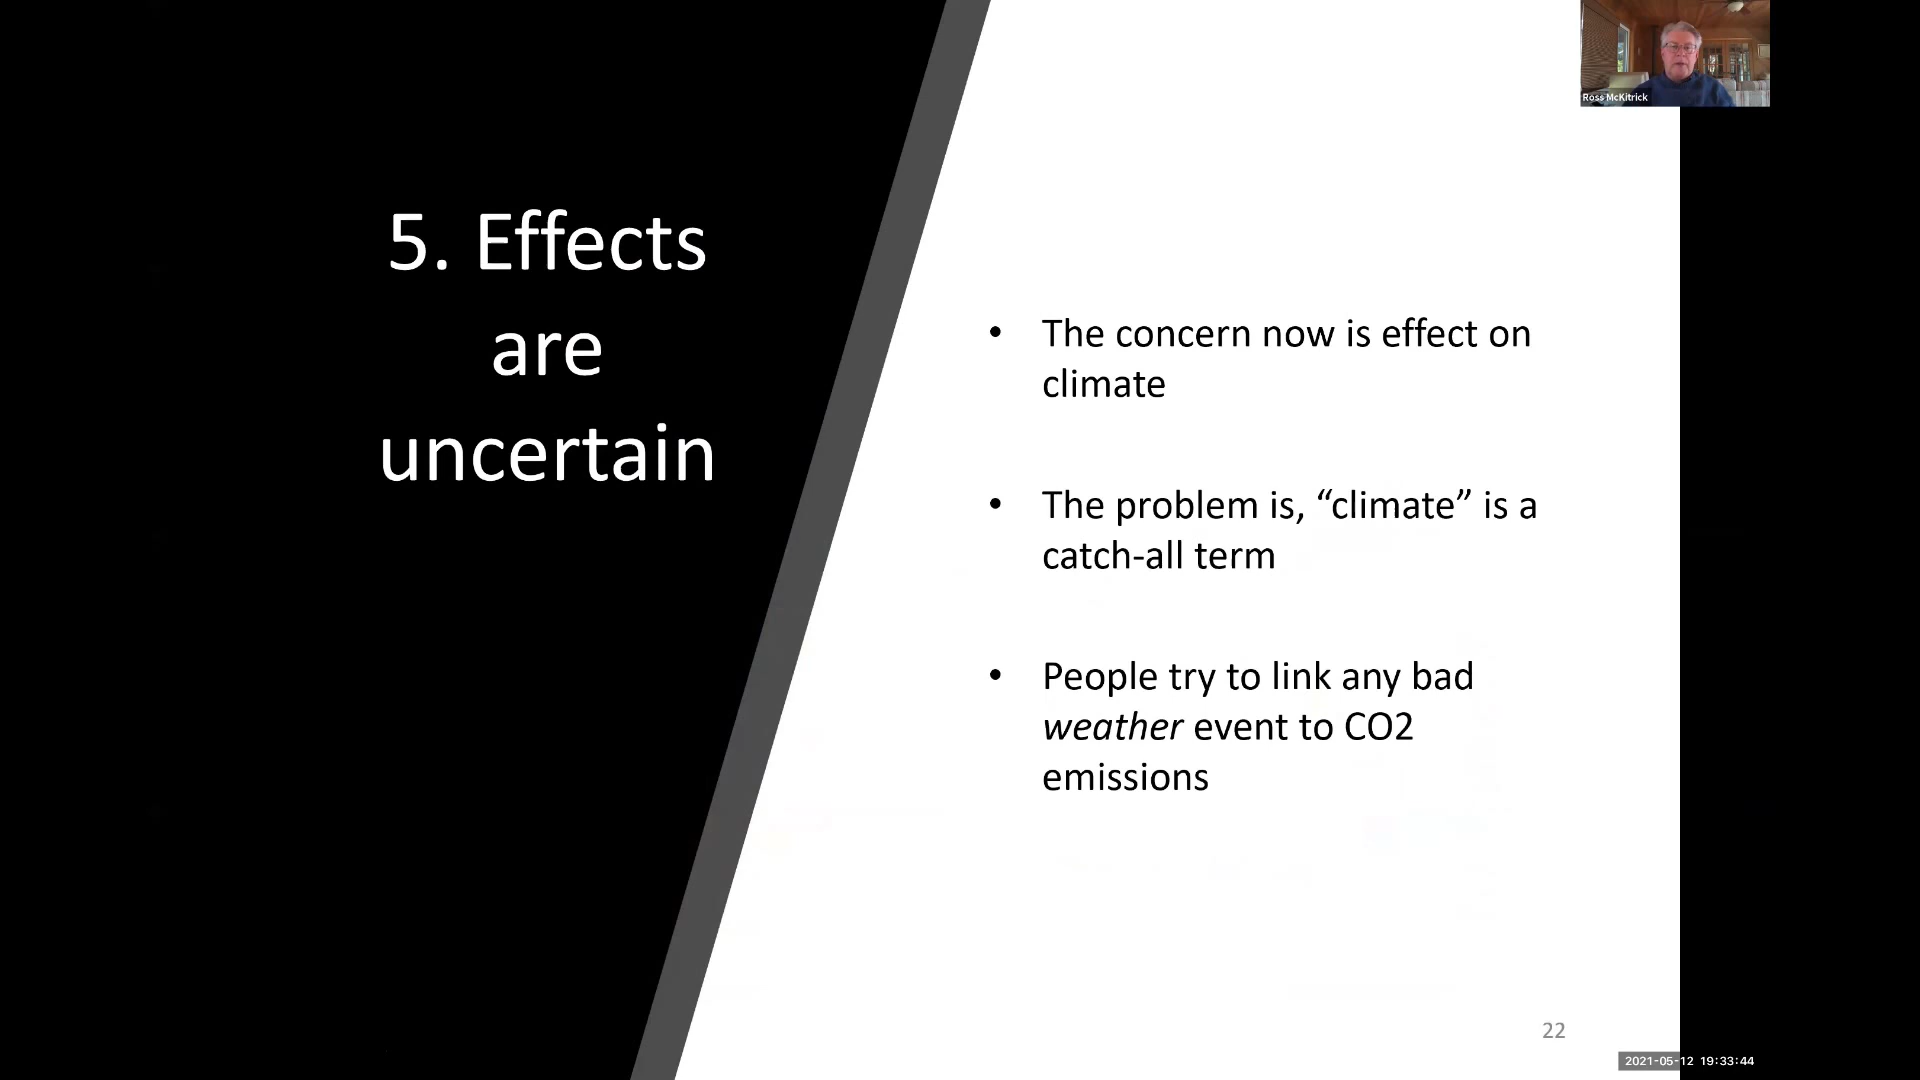 Ross McKitrick
5. Effects
are
uncertain
• The concern now is effect on
climate
• The problem is, “climate” is a
catch-all term
• People try to link any bad
weather event to CO2
emissions
22
2021-05-12 19:33:44